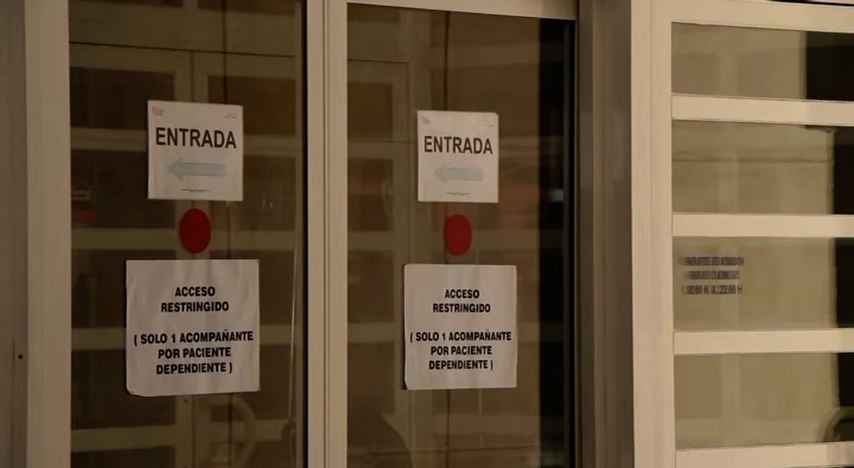 ENTRADA
ACCESO
RESTRINGIDO
( SOLO 1 ACOMPAÑANTE
POR PACIENTE
DEPENDIENTE )
ENTRADA
ACCESO
RESTRINGIDO
( SOLO 1 ACOMPAÑANTE
POR PACIENTE
DEPENDIENTE )